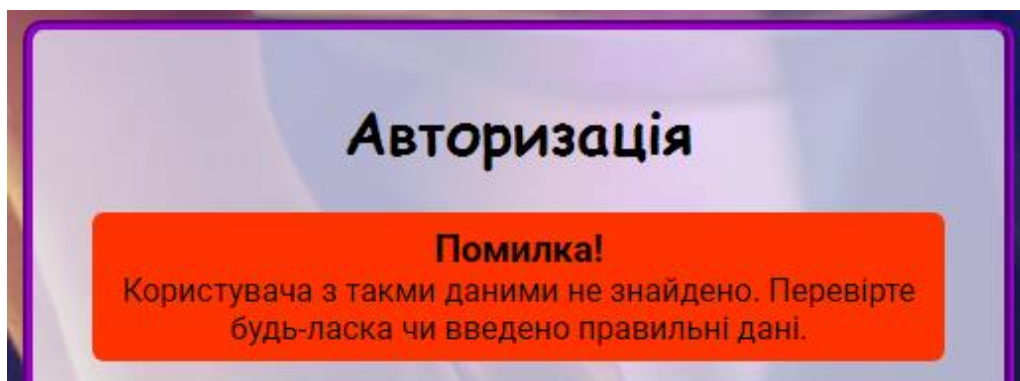 Авторизація
Помилка!
Користувача з такми даними не знайдено. Перевірте
будь-ласка чи введено правильні дані.